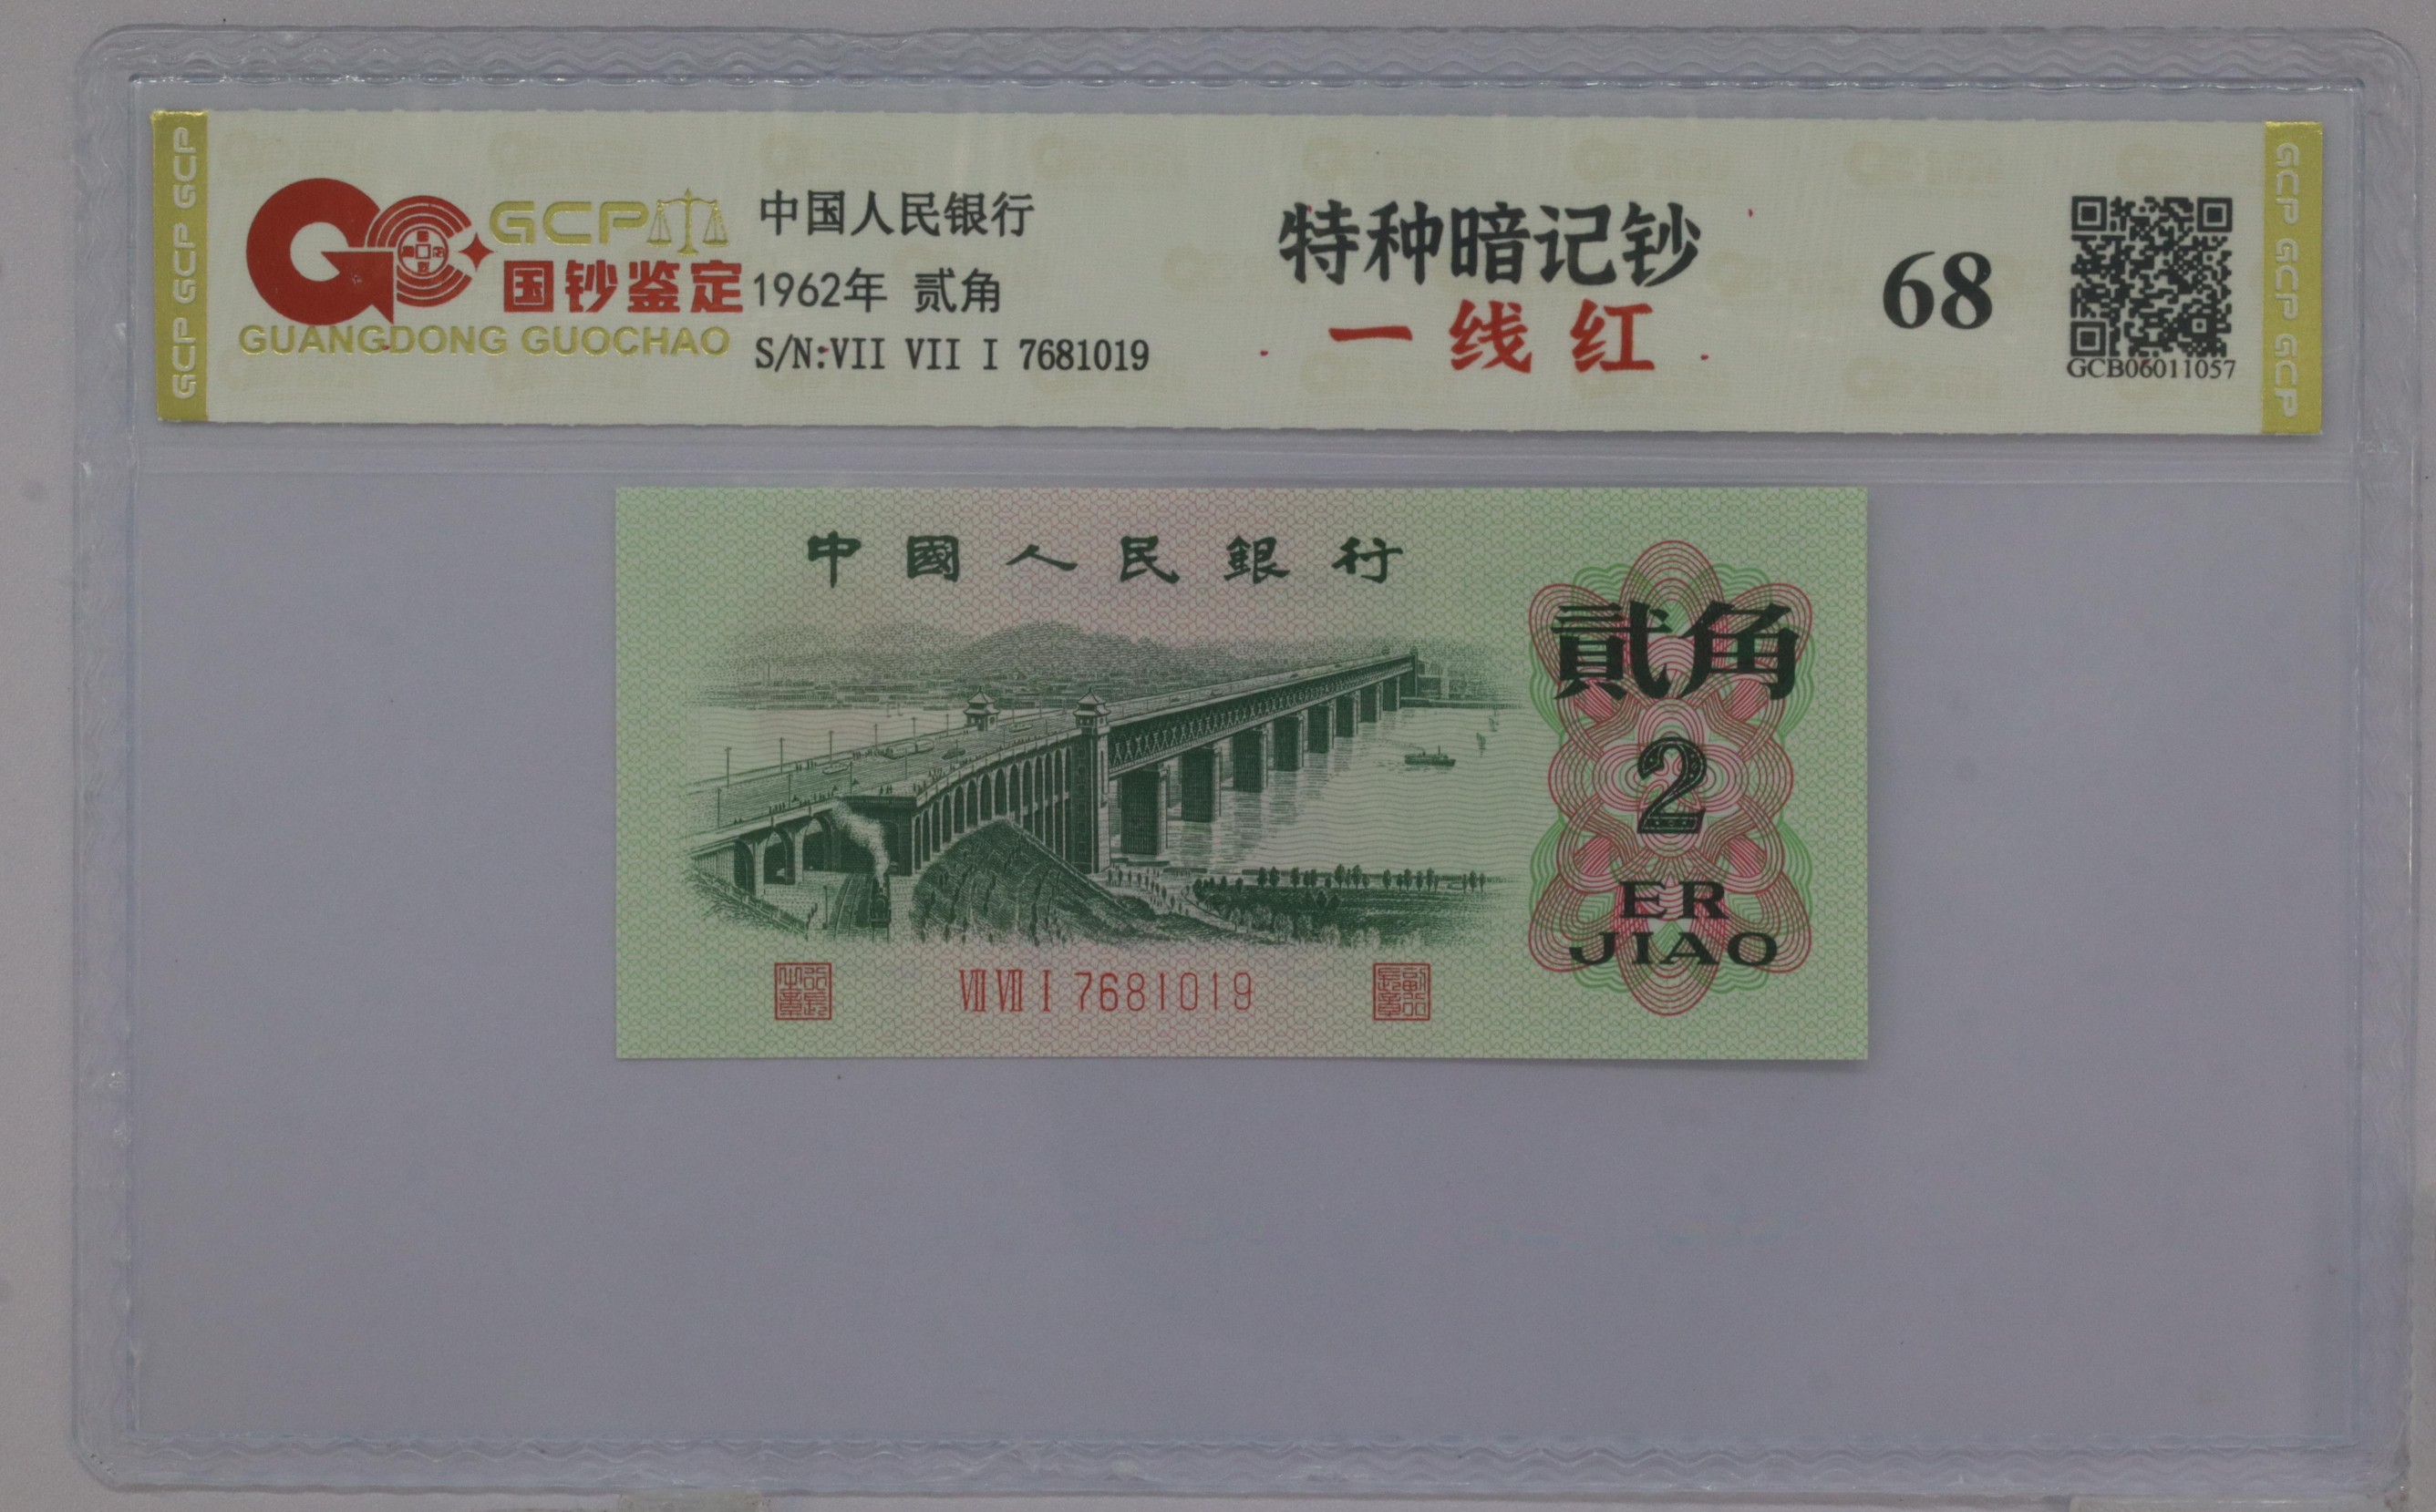 GCP GCP GCP
GCP
国钞鉴定
GUANGDONG GUOCHAO
中国人民银行
1962年 贰角
S/N:VII VII I 7681019
特种暗记钞
一线红
68
GCB06011057
GCP GCP GCP
中國人民銀行
貳角
2
ER
JIAO
VII VII I 7681019